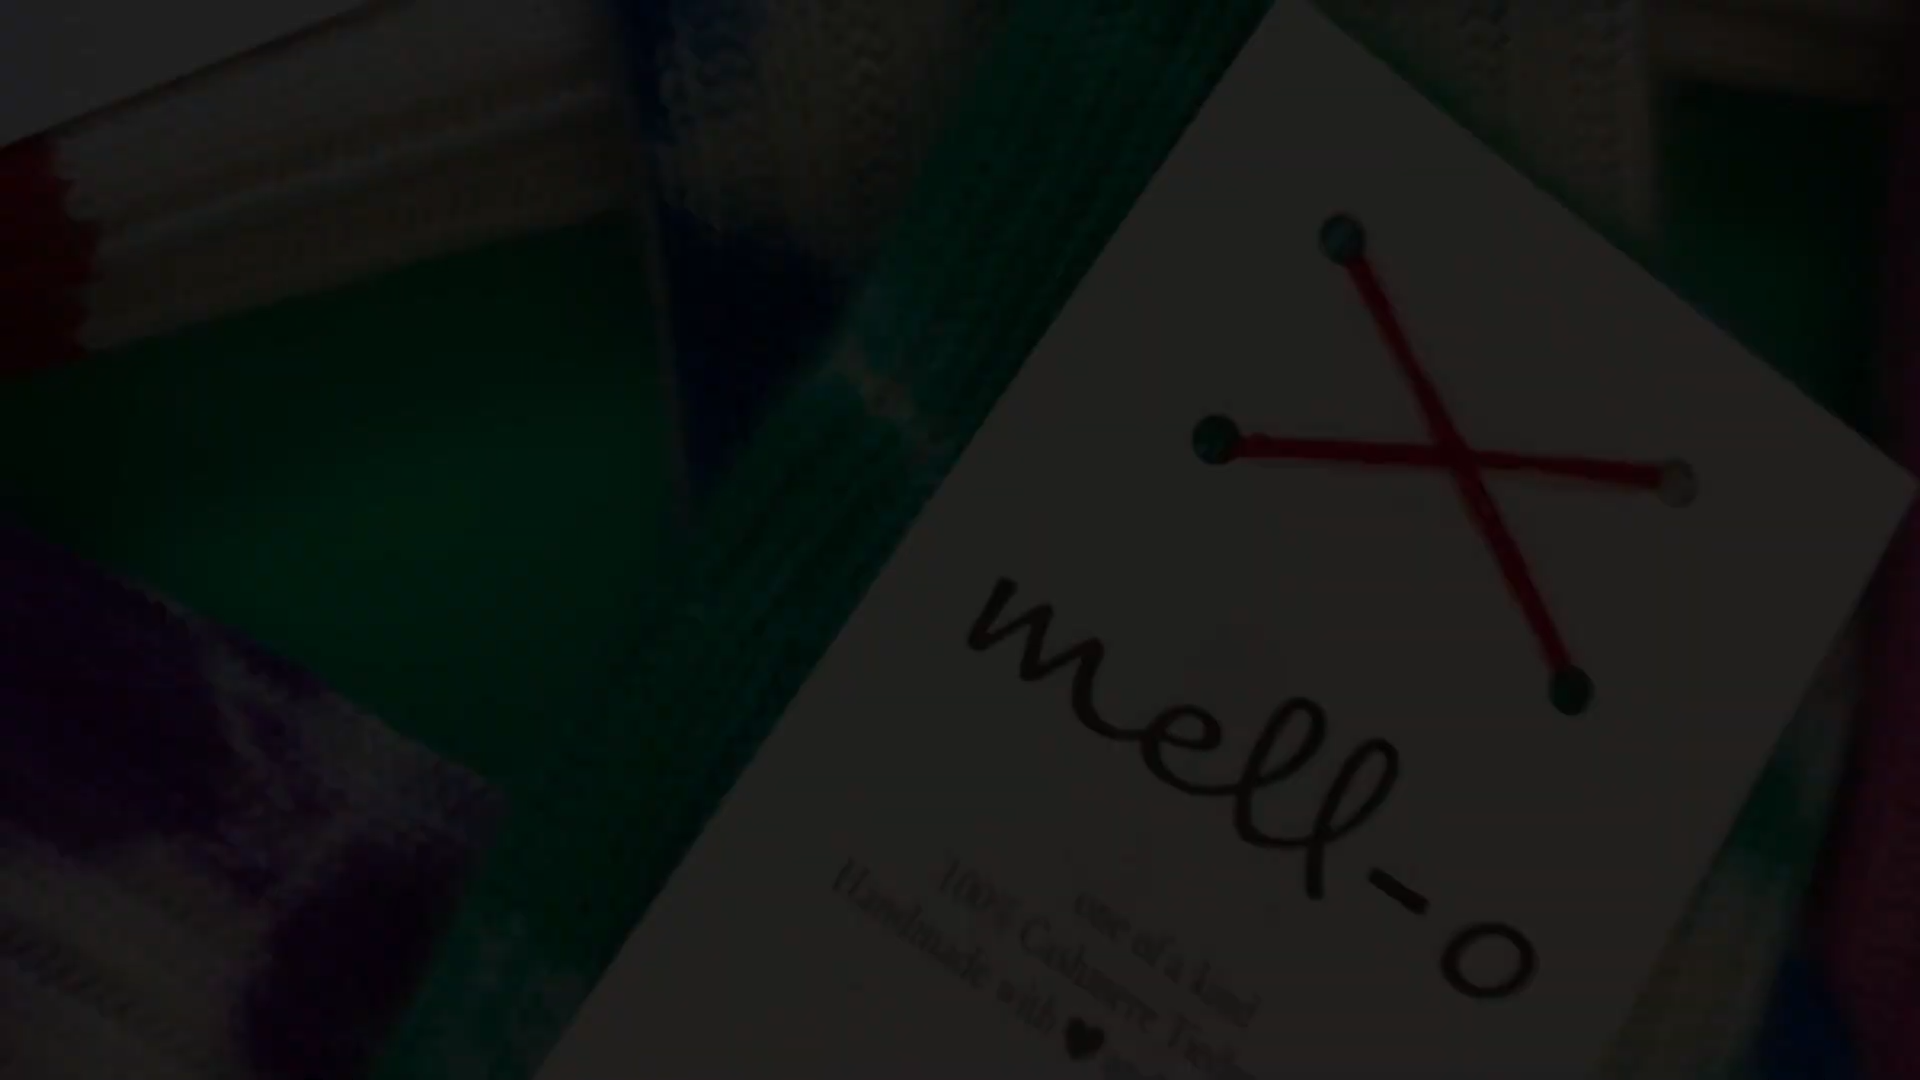 mell-o
one of a kind
100% Cashmere
Handmade with ♥